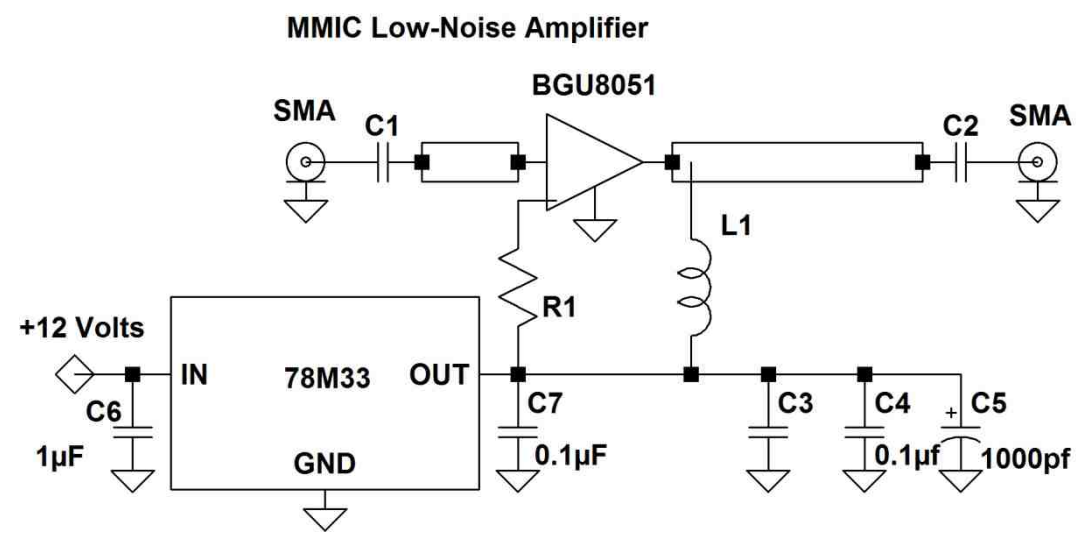 MMIC Low-Noise Amplifier
BGU8051
SMA
C1
C2
SMA
L1
R1
+12 Volts
IN
78M33
OUT
C6
C7
C3
C4
+
C5
1µF
0.1µF
0.1µf
1000pf
GND